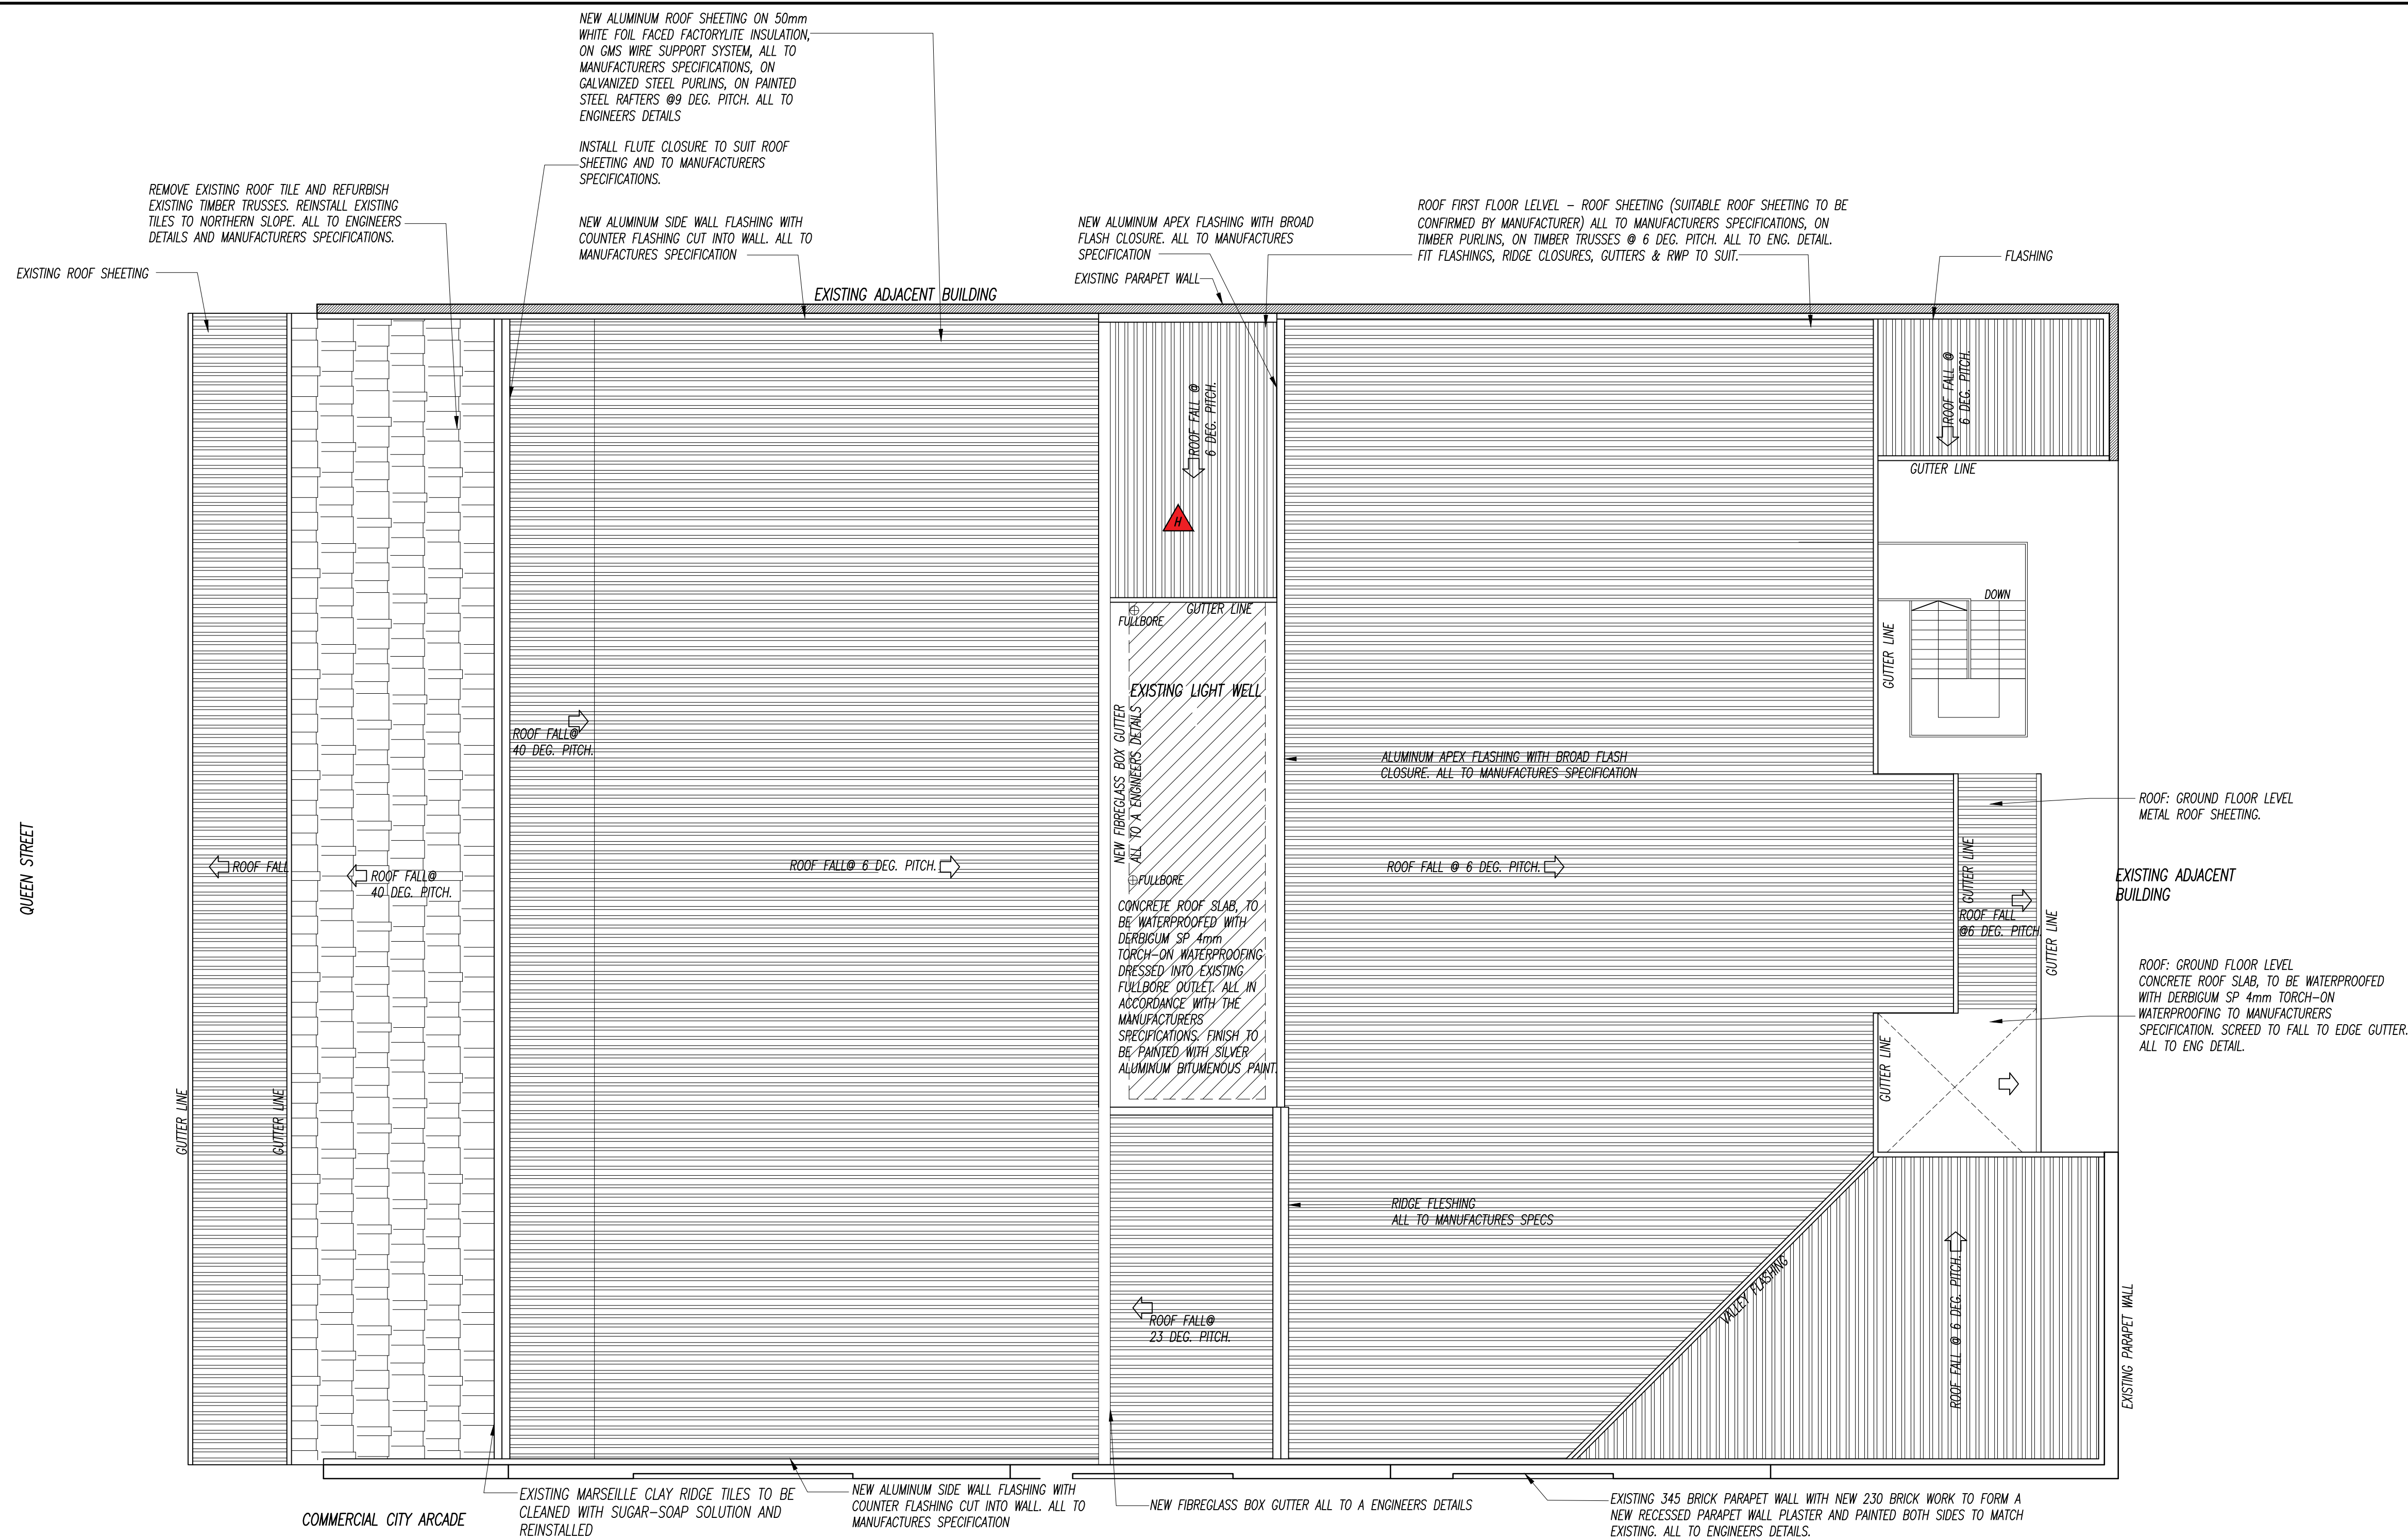 NEW ALUMINUM ROOF SHEETING ON 50mm
WHITE FOIL FACED FACTORYLITE INSULATION,
ON GMS WIRE SUPPORT SYSTEM, ALL TO
MANUFACTURERS SPECIFICATIONS, ON
GALVANIZED STEEL PURLINS, ON PAINTED
STEEL RAFTERS @9 DEG. PITCH. ALL TO
ENGINEERS DETAILS
INSTALL FLUTE CLOSURE TO SUIT ROOF
SHEETING AND TO MANUFACTURERS
SPECIFICATIONS.
REMOVE EXISTING ROOF TILE AND REFURBISH
EXISTING TIMBER TRUSSES. REINSTALL EXISTING
TILES TO NORTHERN SLOPE. ALL TO ENGINEERS
DETAILS AND MANUFACTURERS SPECIFICATIONS.
NEW ALUMINUM SIDE WALL FLASHING WITH
COUNTER FLASHING CUT INTO WALL. ALL TO
MANUFACTURES SPECIFICATION
NEW ALUMINUM APEX FLASHING WITH BROAD
FLASH CLOSURE. ALL TO MANUFACTURES
SPECIFICATION
EXISTING PARAPET WALL
ROOF FIRST FLOOR LELVEL - ROOF SHEETING (SUITABLE ROOF SHEETING TO BE
CONFIRMED BY MANUFACTURER) ALL TO MANUFACTURERS SPECIFICATIONS, ON
TIMBER PURLINS, ON TIMBER TRUSSES @ 6 DEG. PITCH. ALL TO ENG. DETAIL.
FIT FLASHINGS, RIDGE CLOSURES, GUTTERS & RWP TO SUIT.
FLASHING
EXISTING ROOF SHEETING
EXISTING ADJACENT BUILDING
ROOF FALL @
6 DEG. PITCH.
ROOF FALL @
6 DEG. PITCH.
GUTTER LINE
H
GUTTER LINE
FULLBORE
DOWN
GUTTER LINE
EXISTING LIGHT WELL
NEW FIBREGLASS BOX GUTTER
ALL TO A ENGINEERS DETAILS
ROOF FALL@
40 DEG. PITCH.
ALUMINUM APEX FLASHING WITH BROAD FLASH
CLOSURE. ALL TO MANUFACTURES SPECIFICATION
ROOF: GROUND FLOOR LEVEL
METAL ROOF SHEETING.
QUEEN STREET
ROOF FALL
ROOF FALL@
40 DEG. PITCH.
ROOF FALL@ 6 DEG. PITCH.
FULLBORE
ROOF FALL @ 6 DEG. PITCH.
GUTTER LINE
EXISTING ADJACENT
BUILDING
ROOF FALL
@6 DEG. PITCH.
GUTTER LINE
CONCRETE ROOF SLAB, TO
BE WATERPROOFED WITH
DERBIGUM SP 4mm
TORCH-ON WATERPROOFING
DRESSED INTO EXISTING
FULLBORE OUTLET. ALL IN
ACCORDANCE WITH THE
MANUFACTURERS
SPECIFICATIONS. FINISH TO
BE PAINTED WITH SILVER
ALUMINUM BITUMENOUS PAINT.
ROOF: GROUND FLOOR LEVEL
CONCRETE ROOF SLAB, TO BE WATERPROOFED
WITH DERBIGUM SP 4mm TORCH-ON
WATERPROOFING TO MANUFACTURERS
SPECIFICATION. SCREED TO FALL TO EDGE GUTTER.
ALL TO ENG DETAIL.
GUTTER LINE
GUTTER LINE
GUTTER LINE
RIDGE FLESHING
ALL TO MANUFACTURES SPECS
ROOF FALL@
23 DEG. PITCH.
VALLEY FLASHING
ROOF FALL @ 6 DEG. PITCH.
EXISTING PARAPET WALL
COMMERCIAL CITY ARCADE
EXISTING MARSEILLE CLAY RIDGE TILES TO BE
CLEANED WITH SUGAR-SOAP SOLUTION AND
REINSTALLED
NEW ALUMINUM SIDE WALL FLASHING WITH
COUNTER FLASHING CUT INTO WALL. ALL TO
MANUFACTURES SPECIFICATION
NEW FIBREGLASS BOX GUTTER ALL TO A ENGINEERS DETAILS
EXISTING 345 BRICK PARAPET WALL WITH NEW 230 BRICK WORK TO FORM A
NEW RECESSED PARAPET WALL PLASTER AND PAINTED BOTH SIDES TO MATCH
EXISTING. ALL TO ENGINEERS DETAILS.